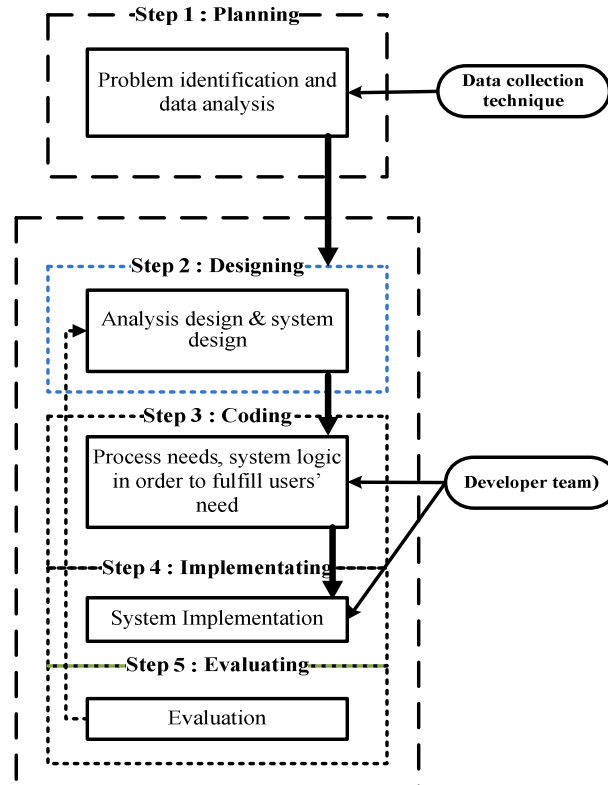 Step 1 : Planning
Problem identification and
data analysis
Data collection
technique
Step 2 : Designing
Analysis design & system
design
Step 3 : Coding
Process needs, system logic
in order to fulfill users’
need
Developer team)
Step 4 : Implementating
System Implementation
Step 5 : Evaluating
Evaluation